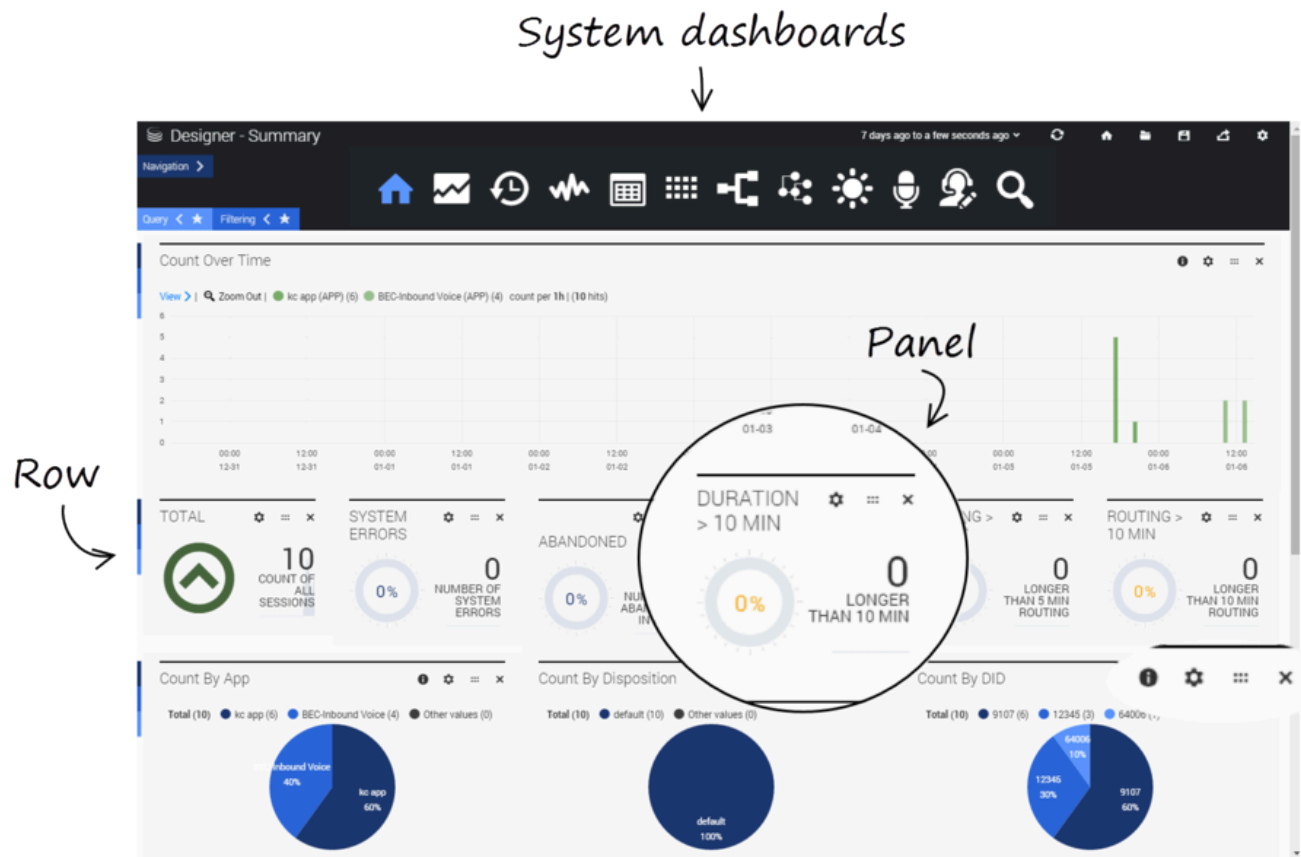 System dashboards
Designer - Summary
7 days ago to a few seconds ago
Navigation
Query
Filtering
Count Over Time
View > | Zoom Out | kc app (APP) (6) BEC-Inbound Voice (APP) (4) count per 1h | (10 hits)
6
5
4
3
2
1
0
00:00 12:00 00:00 12:00 00:00 12:00 00:00 12:00 00:00 12:00
12-31 12-31 01-01 01-01 01-02 01-02 01-03 01-04 01-05 01-05 01-06 01-06
Panel
Row
TOTAL
10
COUNT OF
ALL
SESSIONS
SYSTEM
ERRORS
0%
0
NUMBER OF
SYSTEM
ERRORS
ABANDONED
0%
DURATION
> 10 MIN
0%
0
LONGER
THAN 10 MIN
0
LONGER
THAN 5 MIN
ROUTING
ROUTING >
10 MIN
0%
0
LONGER
THAN 10 MIN
ROUTING
Count By App
Total (10) kc app (6) BEC-Inbound Voice (4) Other values (0)
Inbound Voice
40%
kc app
60%
Count By Disposition
Total (10) default (10) Other values (0)
default
100%
Count By DID
Total (10) 9107 (6) 12345 (3) 64006
64006
10%
12345
30%
9107
60%